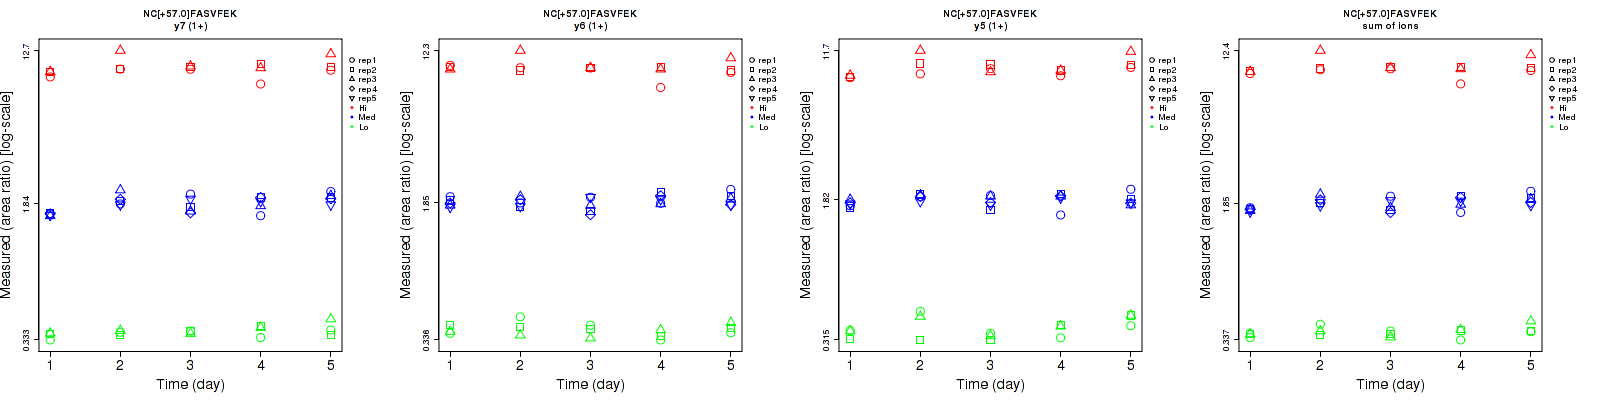 NC[+57.0]FASVFEK
y7 (1+)
12.7
1.84
0.333
Measured (area ratio) [log-scale]
1 2 3 4 5
Time (day)
rep1
rep2
rep3
rep4
rep5
Hi
Med
Lo
NC[+57.0]FASVFEK
y6 (1+)
12.3
1.85
0.336
Measured (area ratio) [log-scale]
1 2 3 4 5
Time (day)
rep1
rep2
rep3
rep4
rep5
Hi
Med
Lo
NC[+57.0]FASVFEK
y5 (1+)
11.7
1.82
0.315
Measured (area ratio) [log-scale]
1 2 3 4 5
Time (day)
rep1
rep2
rep3
rep4
rep5
Hi
Med
Lo
NC[+57.0]FASVFEK
sum of ions
12.4
1.85
0.337
Measured (area ratio) [log-scale]
1 2 3 4 5
Time (day)
rep1
rep2
rep3
rep4
rep5
Hi
Med
Lo